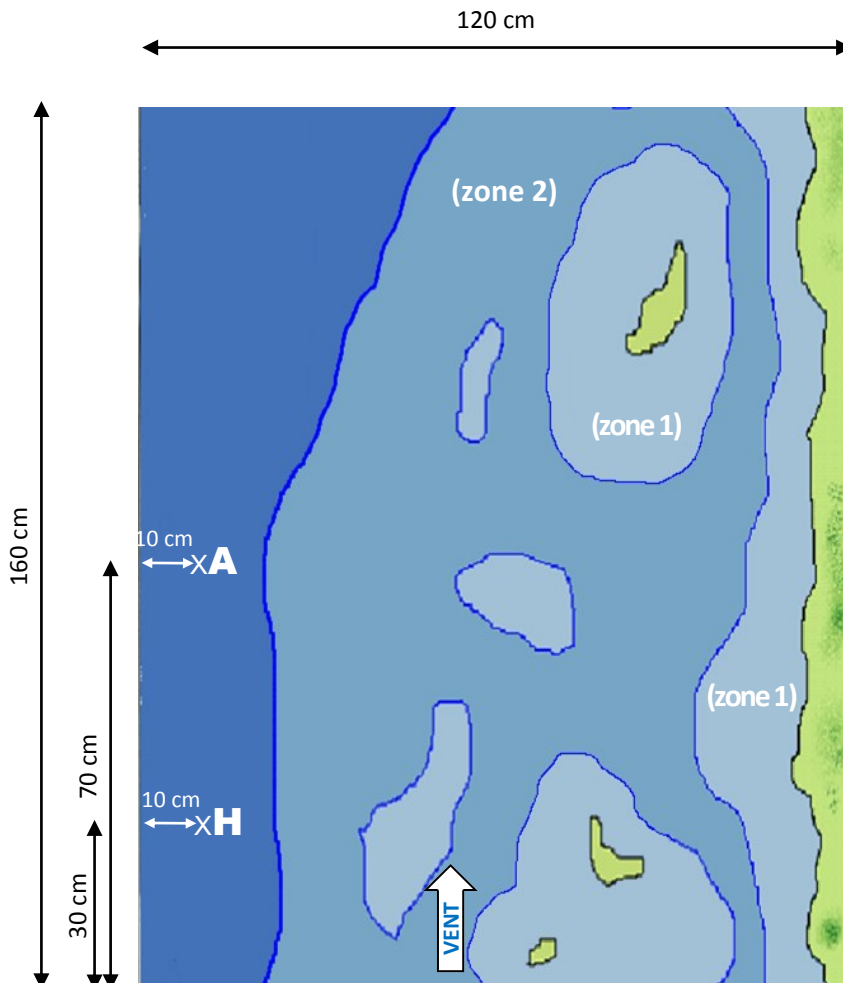 120 cm
(zone 2)
(zone 1)
160 cm
10 cm
XA
(zone 1)
70 cm
10 cm
XH
30 cm
VENT